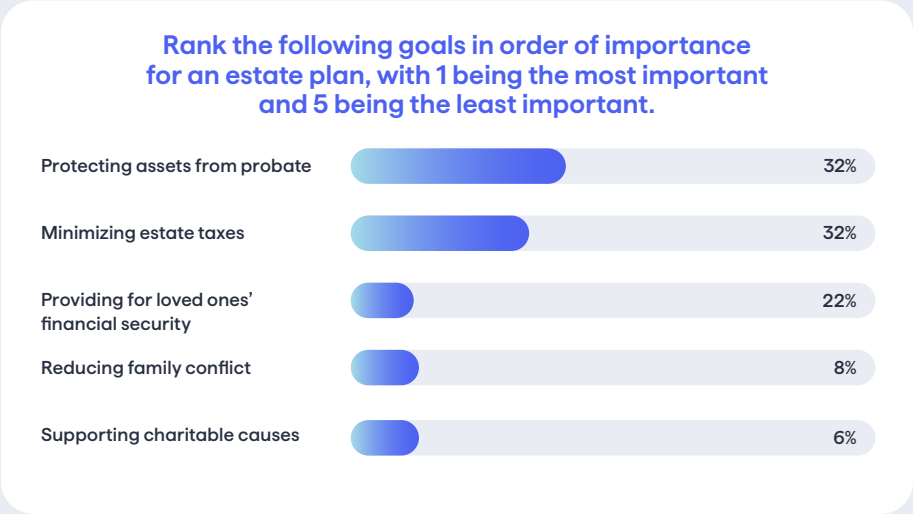 Rank the following goals in order of importance
for an estate plan, with 1 being the most important
and 5 being the least important.
Protecting assets from probate 32%
Minimizing estate taxes 32%
Providing for loved ones’ 22%
financial security
Reducing family conflict 8%
Supporting charitable causes 6%